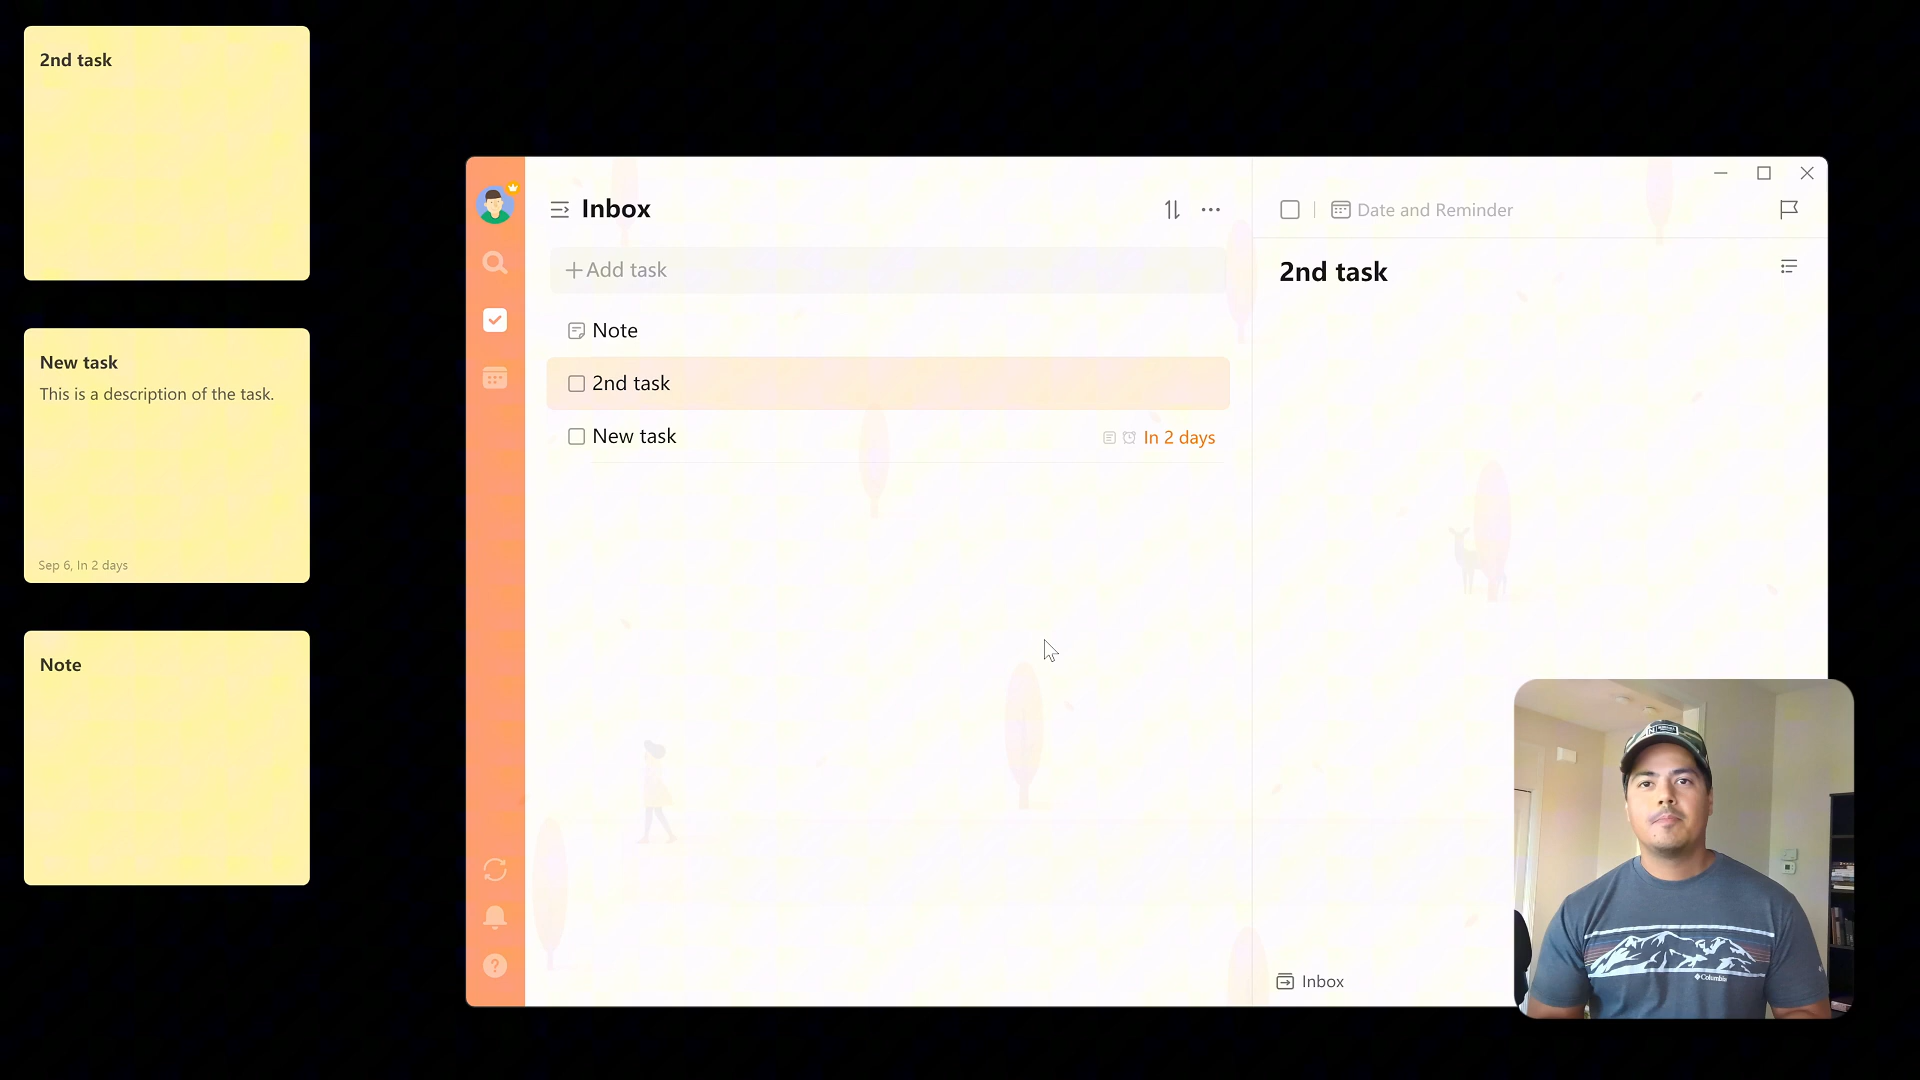 2nd task
New task
This is a description of the task.
Sep 6, In 2 days
Note
Inbox
Add task
Note
2nd task
New task
In 2 days
Date and Reminder
2nd task
Inbox
Columbia